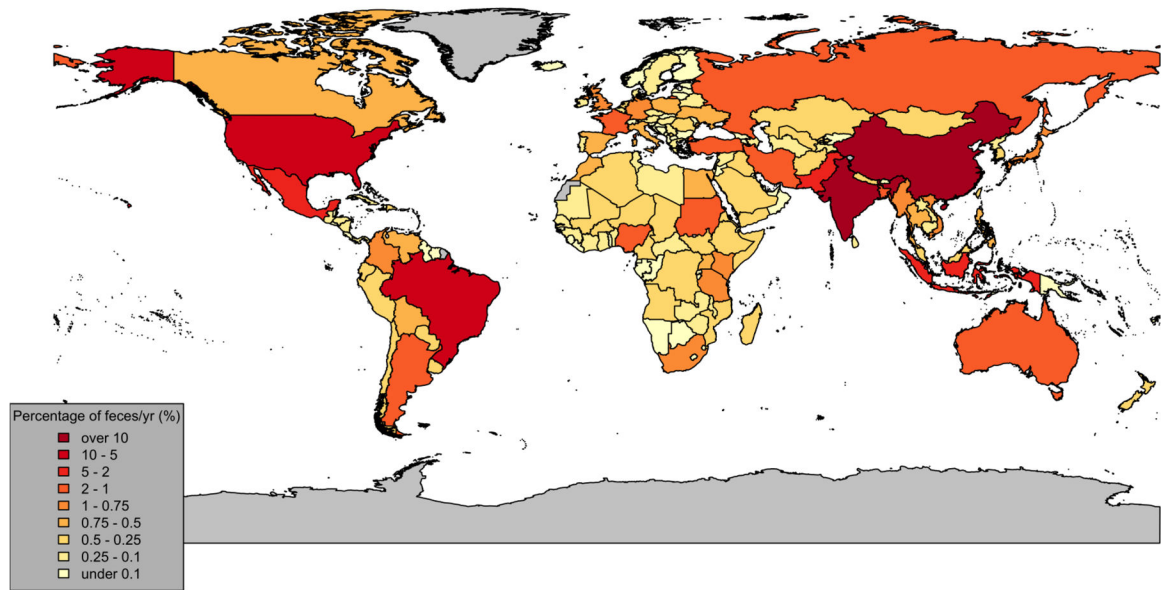 Percentage of feces/yr (%)
over 10
10 - 5
5 - 2
2 - 1
1 - 0.75
0.75 - 0.5
0.5 - 0.25
0.25 - 0.1
under 0.1